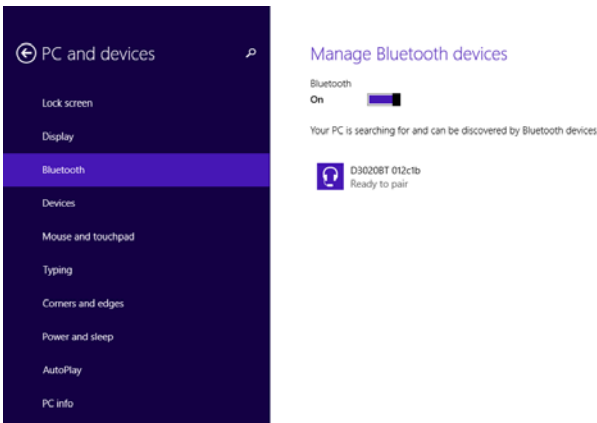 PC and devices
Lock screen
Display
Bluetooth
Devices
Mouse and touchpad
Typing
Corners and edges
Power and sleep
AutoPlay
PC info
Manage Bluetooth devices
Bluetooth
On
Your PC is searching for and can be discovered by Bluetooth devices
D3020BT 012c1b
Ready to pair